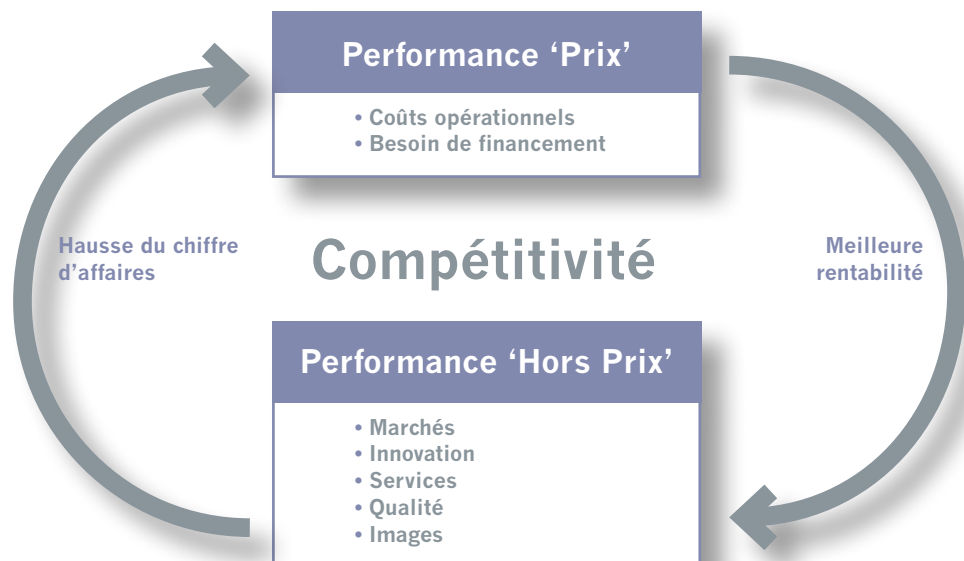 Performance ‘Prix’
• Coûts opérationnels
• Besoin de financement
Hausse du chiffre
d’affaires
Compétitivité
Meilleure
rentabilité
Performance ‘Hors Prix’
• Marchés
• Innovation
• Services
• Qualité
• Images